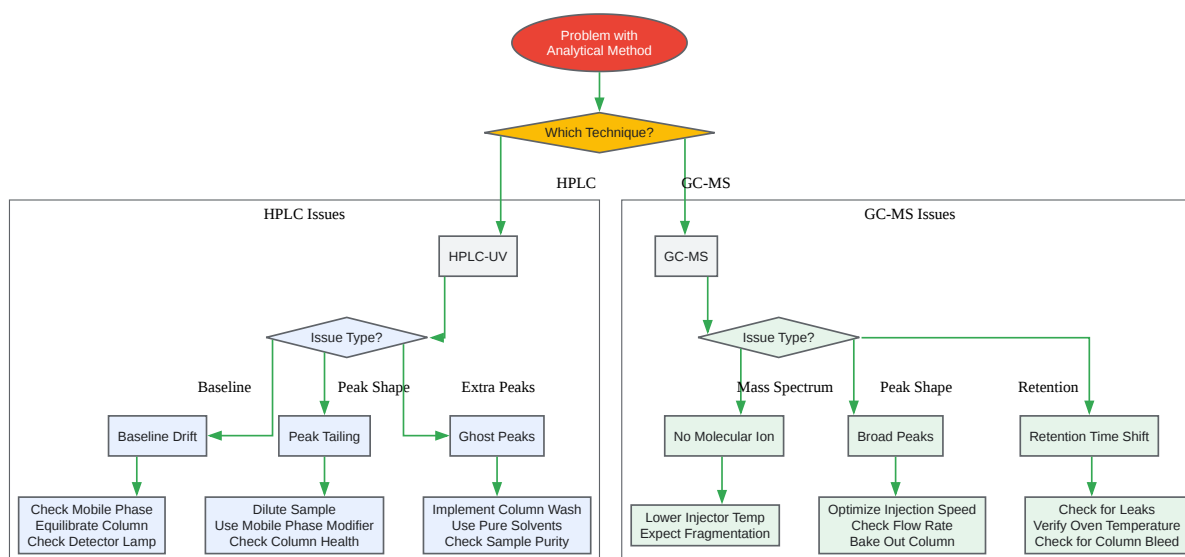 Problem with
Analytical Method
Which Technique?
HPLC
GC-MS
HPLC Issues
GC-MS Issues
HPLC-UV
GC-MS
Issue Type?
Issue Type?
Baseline
Peak Shape
Extra Peaks
Mass Spectrum
Peak Shape
Retention
Baseline Drift
Peak Tailing
Ghost Peaks
No Molecular Ion
Broad Peaks
Retention Time Shift
Check Mobile Phase
Equilibrate Column
Check Detector Lamp
Dilute Sample
Use Mobile Phase Modifier
Check Column Health
Implement Column Wash
Use Pure Solvents
Check Sample Purity
Lower Injector Temp
Expect Fragmentation
Optimize Injection Speed
Check Flow Rate
Bake Out Column
Check for Leaks
Verify Oven Temperature
Check for Column Bleed